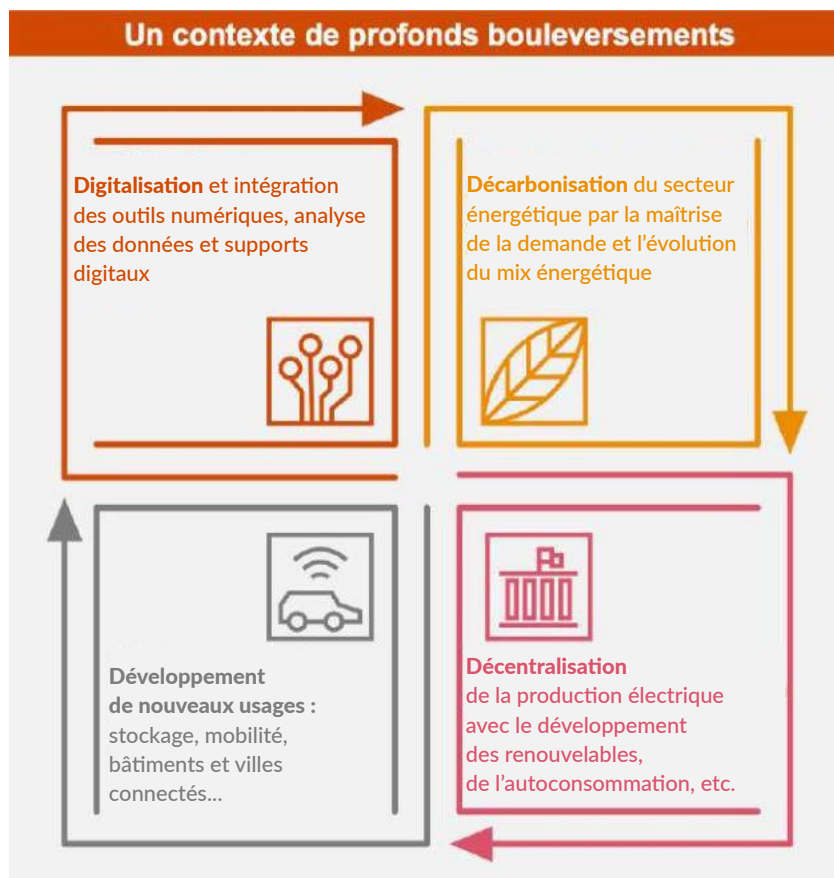 Un contexte de profonds bouleversements
Digitalisation et intégration
des outils numériques, analyse
des données et supports
digitaux
Décarbonisation du secteur
énergétique par la maîtrise
de la demande et l'évolution
du mix énergétique
Développement
de nouveaux usages :
stockage, mobilité,
bâtiments et villes
connectés...
Décentralisation
de la production électrique
avec le développement
des renouvelables,
de l'autoconsommation, etc.